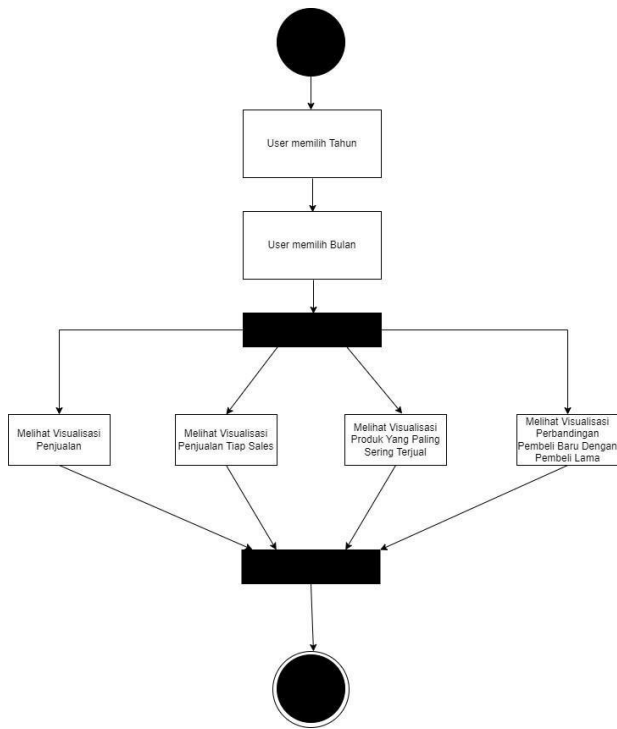 User memilih Tahun
User memilih Bulan
Melihat Visualisasi
Penjualan
Melihat Visualisasi
Penjualan Tiap Sales
Melihat Visualisasi
Produk Yang Paling
Sering Terjual
Melihat Visualisasi
Perbandingan
Pembeli Baru Dengan
Pembeli Lama